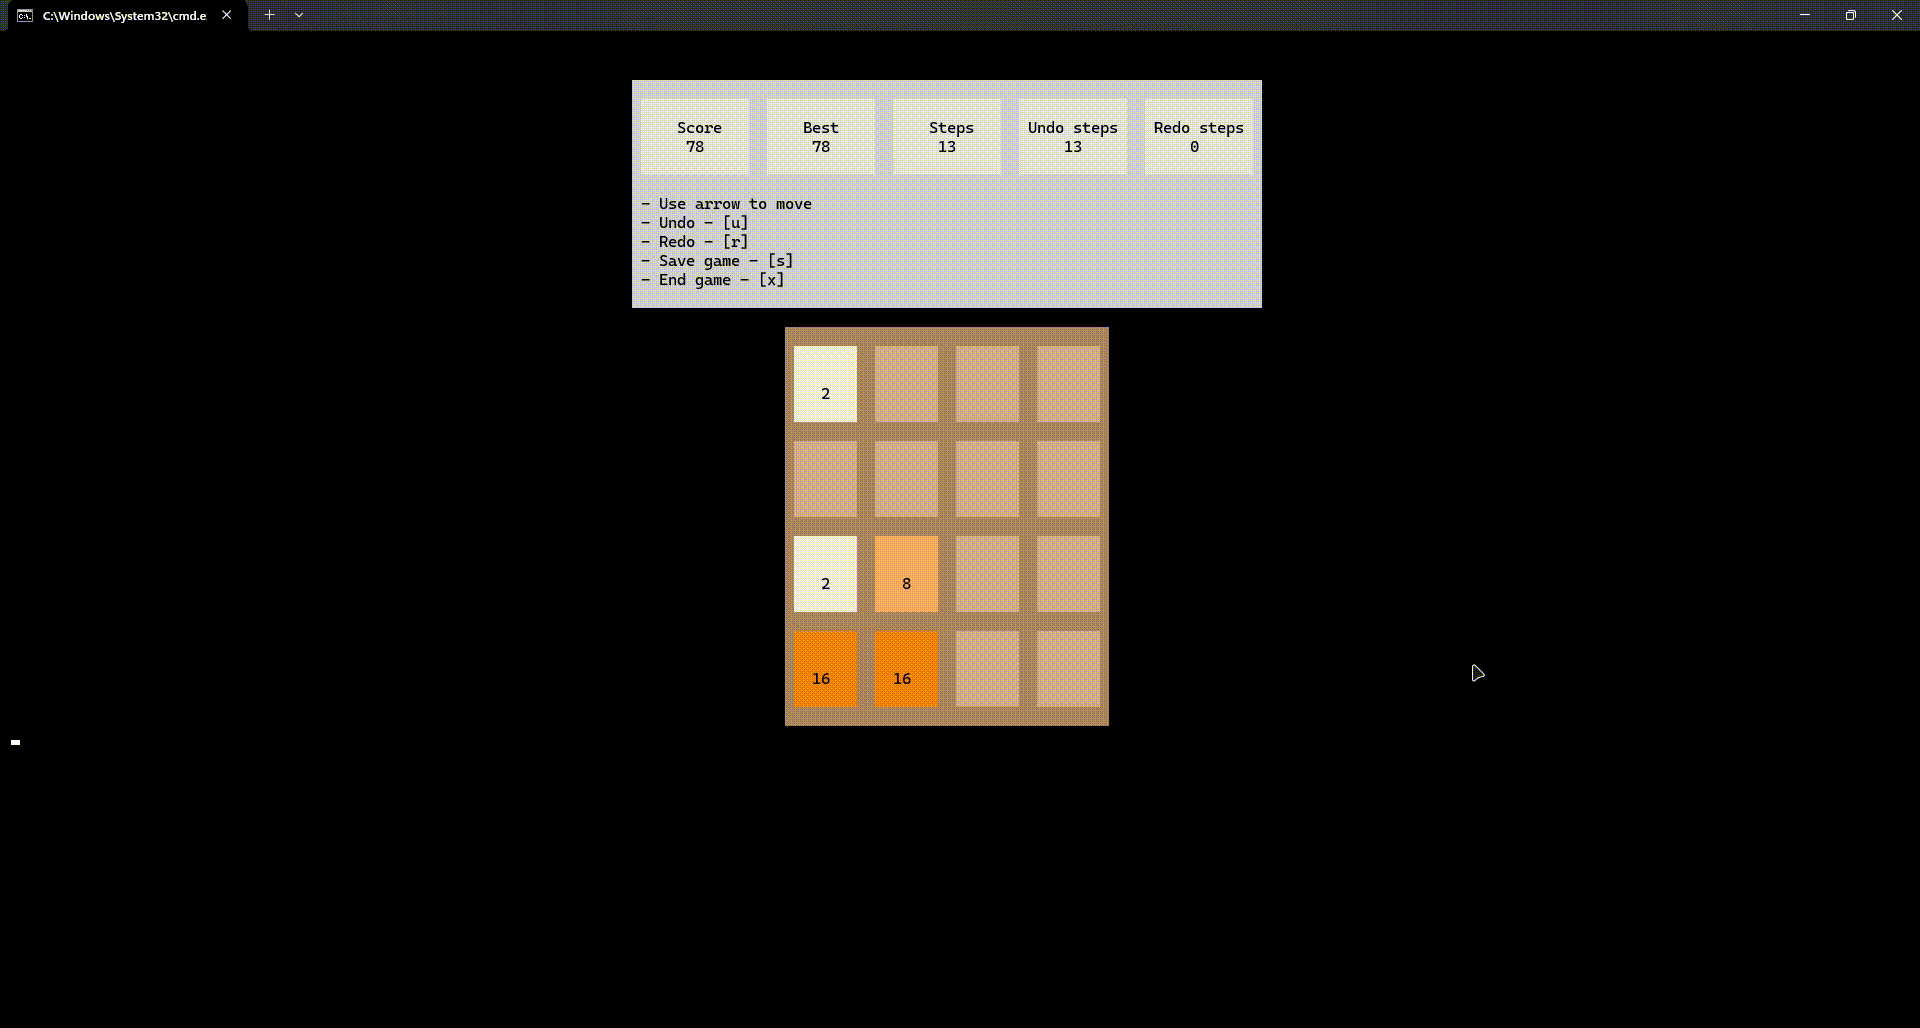 C:\Windows\System32\cmd.e
Score Best Steps Undo steps Redo steps
78 78 13 13 0
- Use arrow to move
- Undo - [u]
- Redo - [r]
- Save game - [s]
- End game - [x]
2
2 8
16 16